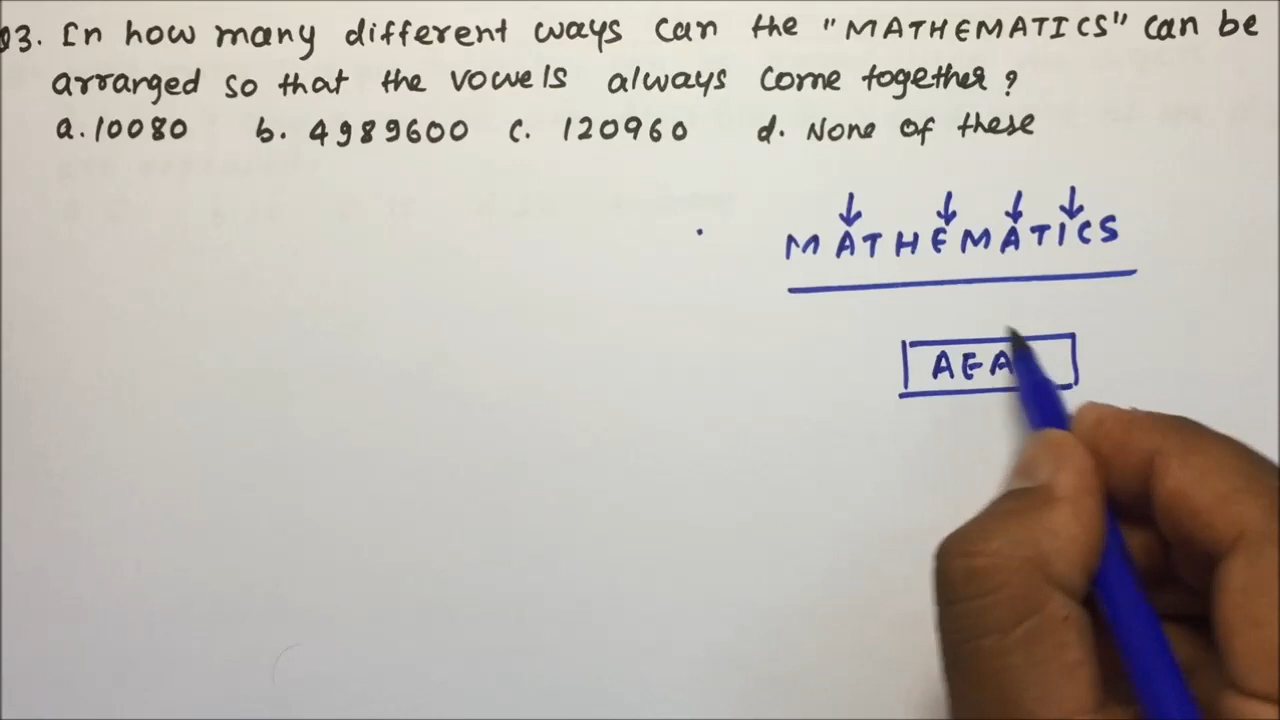 Q3. In how many different ways can the "MATHEMATICS" can be
arranged so that the vowels always come together ?
a. 10080 b. 4989600 c. 120960 d. None of these
MATHEMATICS
AEA